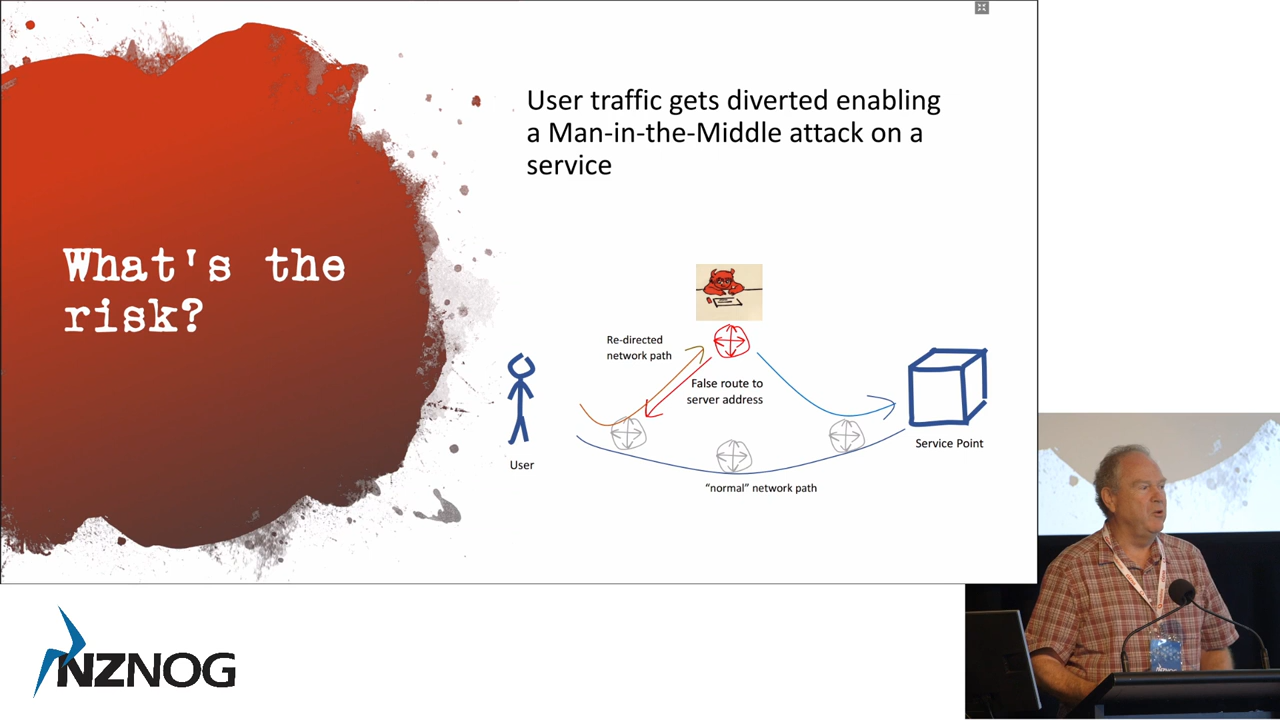 User traffic gets diverted enabling
a Man-in-the-Middle attack on a
service
What's the
risk?
Re-directed
network path
False route to
server address
User
Service Point
“normal” network path
NZNOG